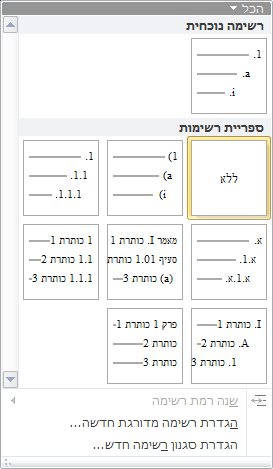 הכל
רשימה נוכחית
1.
a.
i.
ספריית רשימות
ללא
1)
a)
i)
1.
1.1.
1.1.1.
א.
א.1.
א.1.א.
מאמר I. כותרת 1
סעיף 1.01 כותרת
(a) כותרת 3
1 כותרת 1
1.1 כותרת 2
1.1.1 כותרת 3
I. כותרת 1
A. כותרת 2
1. כותרת 3
פרק 1 כותרת 1
כותרת 2
כותרת 3
שנה רמת רשימה
הגדרת רשימה מדורגת חדשה...
הגדרת סגנון רשימה חדש...